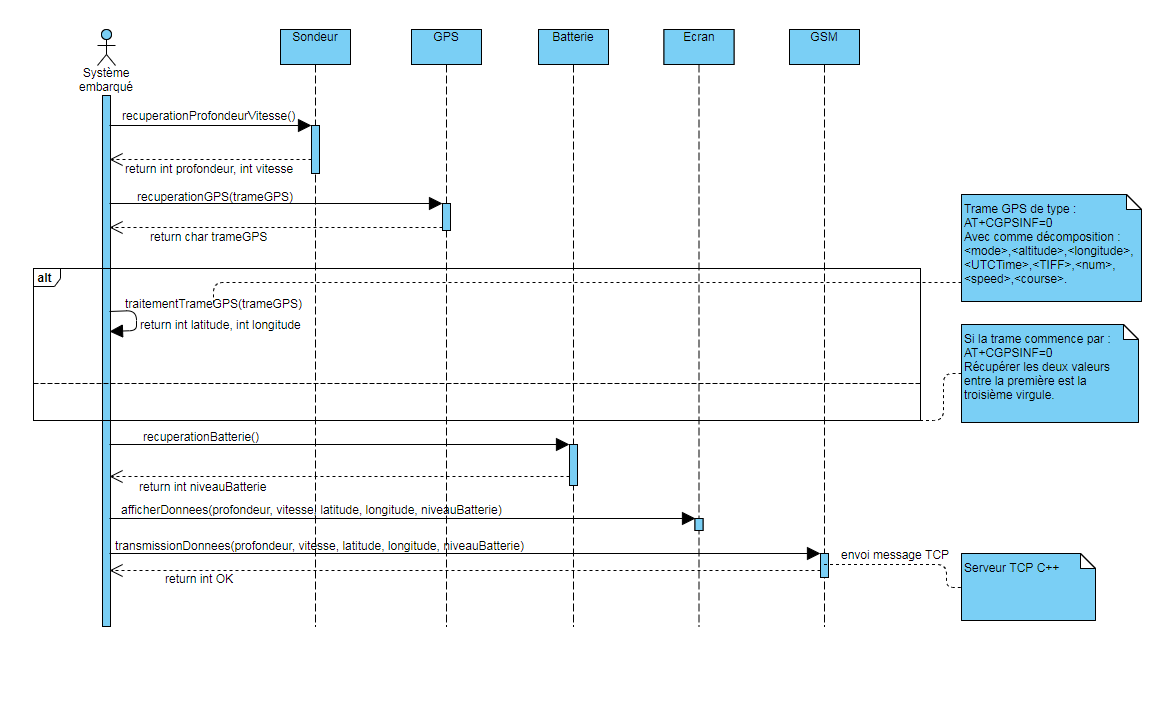 Sondeur
GPS
Batterie
Ecran
GSM
Système
embarqué
recuperationProfondeurVitesse()
return int profondeur, int vitesse
recuperationGPS(trameGPS)
return char trameGPS
Trame GPS de type :
AT+CGPSINF=0
Avec comme décomposition :
<mode>,<altitude>,<longitude>,
<UTCTime>,<TIFF>,<num>,
<speed>,<course>.
alt
traitementTrameGPS(trameGPS)
return int latitude, int longitude
Si la trame commence par :
AT+CGPSINF=0
Récupérer les deux valeurs
entre la première est la
troisième virgule.
recuperationBatterie()
return int niveauBatterie
afficherDonnees(profondeur, vitesse, latitude, longitude, niveauBatterie)
transmissionDonnees(profondeur, vitesse, latitude, longitude, niveauBatterie)
envoi message TCP
Serveur TCP C++
return int OK